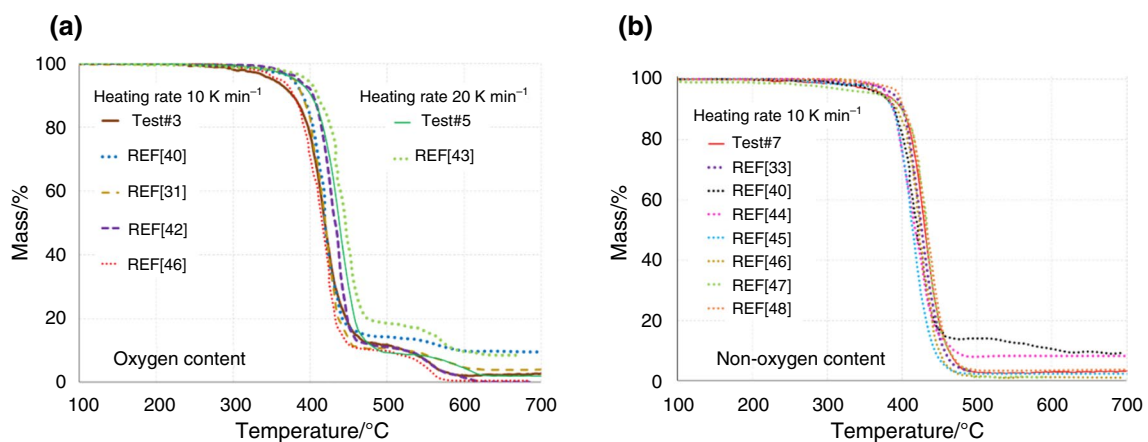 (a)
100
80
60
40
20
0
Mass/%
Heating rate 10 K min⁻¹
Test#3
REF[40]
REF[31]
REF[42]
REF[46]
Heating rate 20 K min⁻¹
Test#5
REF[43]
Oxygen content
100 200 300 400 500 600 700
Temperature/°C
(b)
100
80
60
40
20
0
Mass/%
Heating rate 10 K min⁻¹
Test#7
REF[33]
REF[40]
REF[44]
REF[45]
REF[46]
REF[47]
REF[48]
Non-oxygen content
100 200 300 400 500 600 700
Temperature/°C